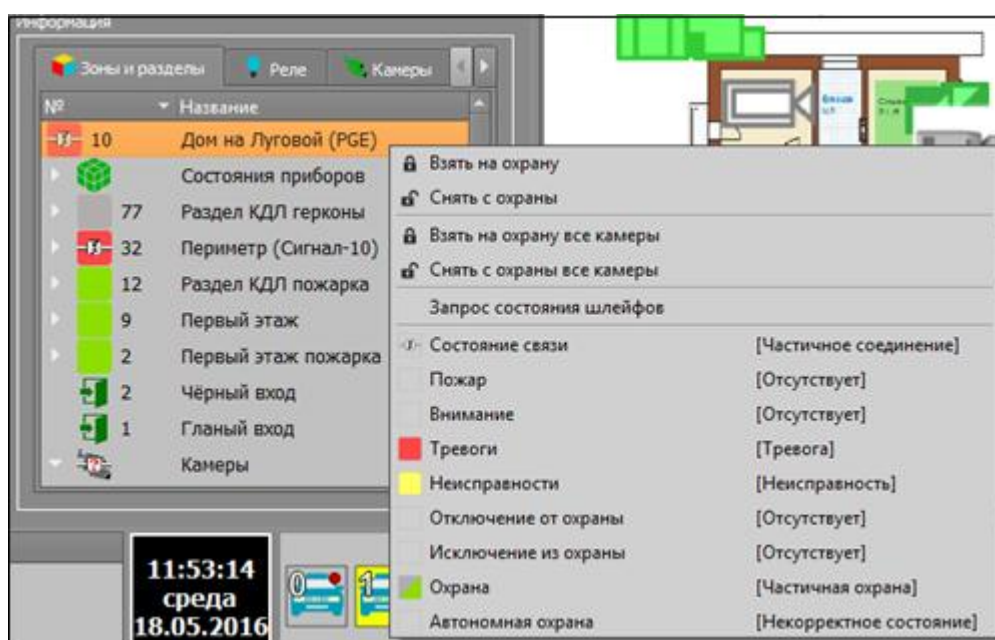 Информация
Зоны и разделы Реле Камеры
№ Название
10 Дом на Луговой (PGE)
Состояния приборов
77 Раздел КДЛ герконы
32 Периметр (Сигнал-10)
12 Раздел КДЛ пожарка
9 Первый этаж
2 Первый этаж пожарка
2 Чёрный вход
1 Гланый вход
Камеры
Взять на охрану
Снять с охраны
Взять на охрану все камеры
Снять с охраны все камеры
Запрос состояния шлейфов
Состояние связи [Частичное соединение]
Пожар [Отсутствует]
Внимание [Отсутствует]
Тревоги [Тревога]
Неисправности [Неисправность]
Отключение от охраны [Отсутствует]
Исключение из охраны [Отсутствует]
Охрана [Частичная охрана]
Автономная охрана [Некорректное состояние]
11:53:14
среда
18.05.2016
0 1